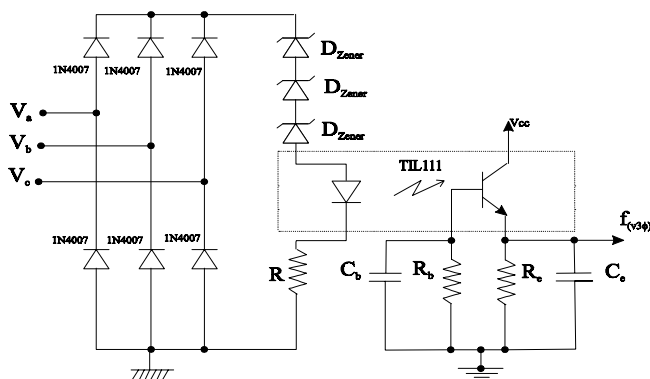 D_Zener
1N4007 1N4007 1N4007
D_Zener
V_a
D_Zener
Vcc
V_b
TIL111
V_c
f_(v3ϕ)
1N4007 1N4007 1N4007
R C_b R_b R_e C_e